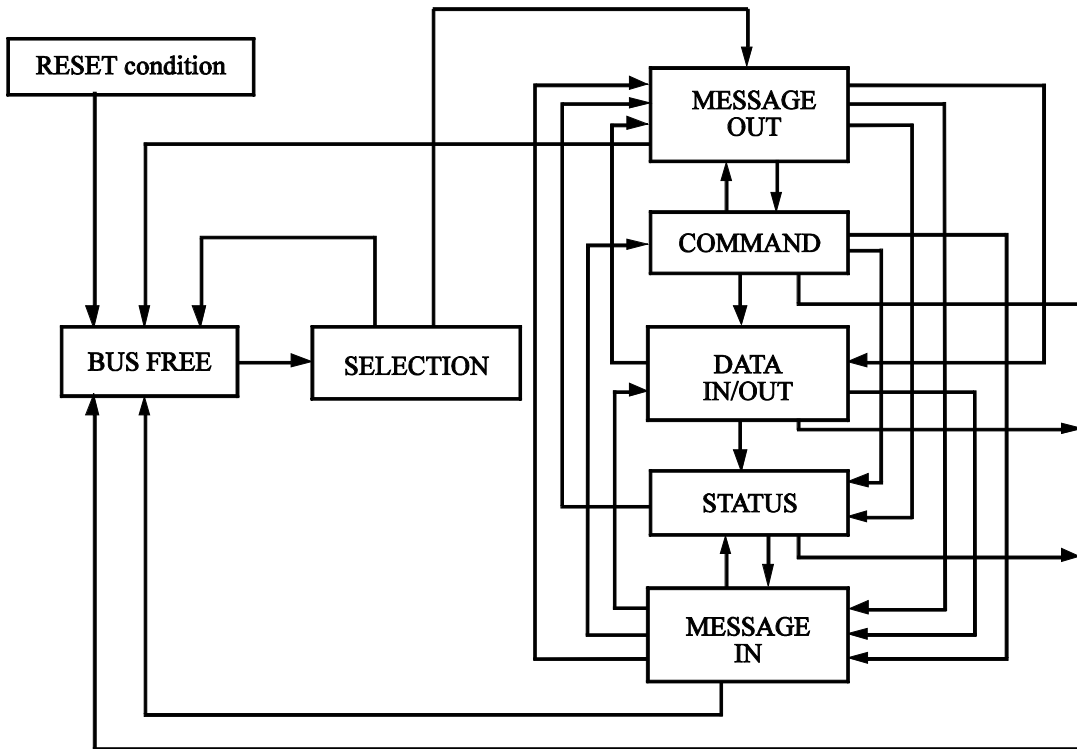 RESET condition
MESSAGE
OUT
COMMAND
BUS FREE
SELECTION
DATA
IN/OUT
STATUS
MESSAGE
IN